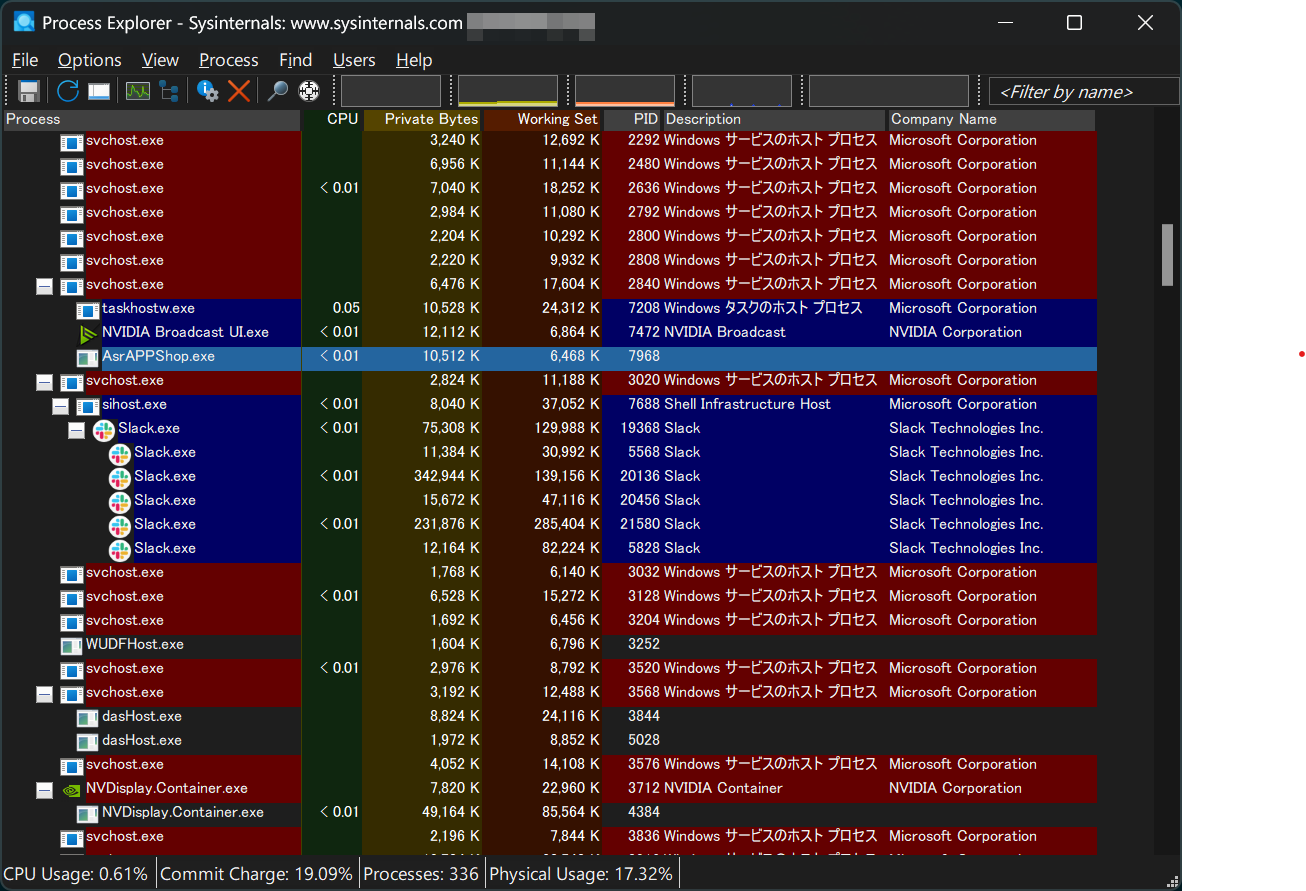 Process Explorer - Sysinternals: www.sysinternals.com
File Options View Process Find Users Help
<Filter by name>
Process CPU Private Bytes Working Set PID Description Company Name
svchost.exe 3,240 K 12,692 K 2292 Windows サービスのホスト プロセス Microsoft Corporation
svchost.exe 6,956 K 11,144 K 2480 Windows サービスのホスト プロセス Microsoft Corporation
svchost.exe < 0.01 7,040 K 18,252 K 2636 Windows サービスのホスト プロセス Microsoft Corporation
svchost.exe 2,984 K 11,080 K 2792 Windows サービスのホスト プロセス Microsoft Corporation
svchost.exe 2,204 K 10,292 K 2800 Windows サービスのホスト プロセス Microsoft Corporation
svchost.exe 2,220 K 9,932 K 2808 Windows サービスのホスト プロセス Microsoft Corporation
svchost.exe 6,476 K 17,604 K 2840 Windows サービスのホスト プロセス Microsoft Corporation
taskhostw.exe 0.05 10,528 K 24,312 K 7208 Windows タスクのホスト プロセス Microsoft Corporation
NVIDIA Broadcast UI.exe < 0.01 12,112 K 6,864 K 7472 NVIDIA Broadcast NVIDIA Corporation
AsrAPPShop.exe < 0.01 10,512 K 6,468 K 7968
svchost.exe 2,824 K 11,188 K 3020 Windows サービスのホスト プロセス Microsoft Corporation
sihost.exe < 0.01 8,040 K 37,052 K 7688 Shell Infrastructure Host Microsoft Corporation
Slack.exe < 0.01 75,308 K 129,988 K 19368 Slack Slack Technologies Inc.
Slack.exe 11,384 K 30,992 K 5568 Slack Slack Technologies Inc.
Slack.exe < 0.01 342,944 K 139,156 K 20136 Slack Slack Technologies Inc.
Slack.exe 15,672 K 47,116 K 20456 Slack Slack Technologies Inc.
Slack.exe < 0.01 231,876 K 285,404 K 21580 Slack Slack Technologies Inc.
Slack.exe 12,164 K 82,224 K 5828 Slack Slack Technologies Inc.
svchost.exe 1,768 K 6,140 K 3032 Windows サービスのホスト プロセス Microsoft Corporation
svchost.exe < 0.01 6,528 K 15,272 K 3128 Windows サービスのホスト プロセス Microsoft Corporation
svchost.exe 1,692 K 6,456 K 3204 Windows サービスのホスト プロセス Microsoft Corporation
WUDFHost.exe 1,604 K 6,796 K 3252
svchost.exe < 0.01 2,976 K 8,792 K 3520 Windows サービスのホスト プロセス Microsoft Corporation
svchost.exe 3,192 K 12,488 K 3568 Windows サービスのホスト プロセス Microsoft Corporation
dasHost.exe 8,824 K 24,116 K 3844
dasHost.exe 1,972 K 8,852 K 5028
svchost.exe 4,052 K 14,108 K 3576 Windows サービスのホスト プロセス Microsoft Corporation
NVDisplay.Container.exe 7,820 K 22,960 K 3712 NVIDIA Container NVIDIA Corporation
NVDisplay.Container.exe < 0.01 49,164 K 85,564 K 4384
svchost.exe 2,196 K 7,844 K 3836 Windows サービスのホスト プロセス Microsoft Corporation
CPU Usage: 0.61% Commit Charge: 19.09% Processes: 336 Physical Usage: 17.32%